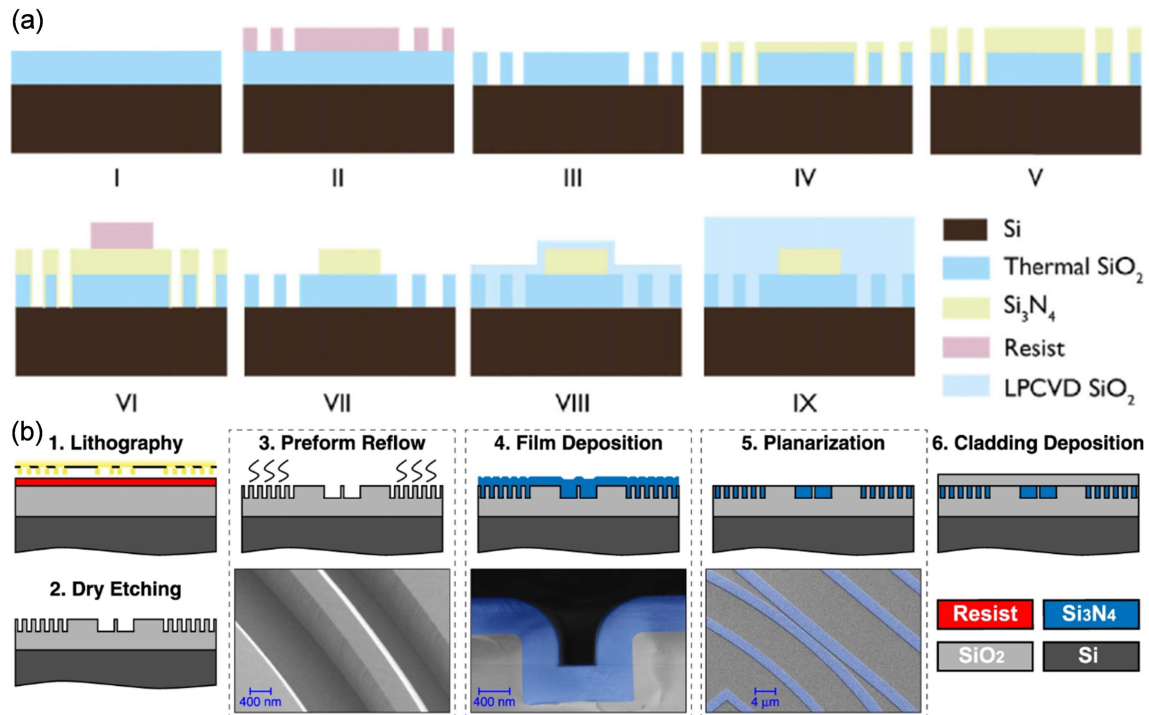 (a)
I
II
III
IV
V
VI
VII
VIII
IX
Si
Thermal SiO₂
Si₃N₄
Resist
LPCVD SiO₂
(b)
1. Lithography
2. Dry Etching
3. Preform Reflow
400 nm
4. Film Deposition
400 nm
5. Planarization
4 μm
6. Cladding Deposition
Resist
Si3N4
SiO2
Si